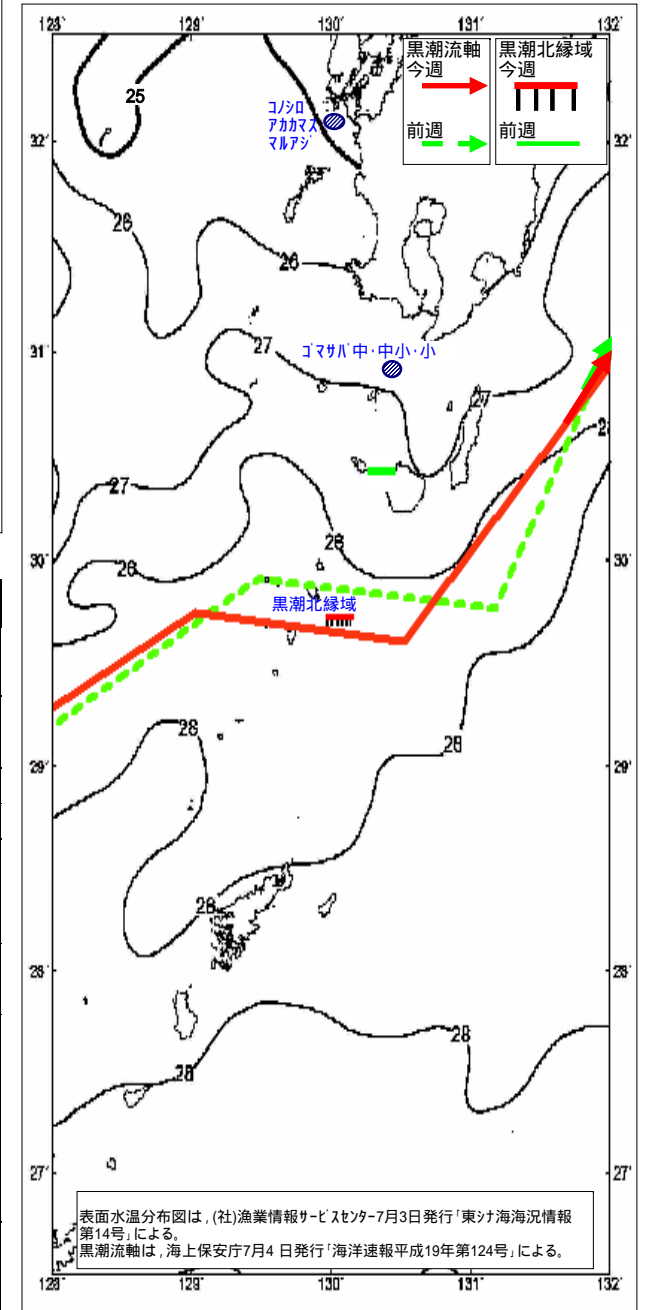 128ﾟ 129ﾟ 130ﾟ 131ﾟ 132ﾟ
黒潮流軸
今週
前週
黒潮北縁域
今週
前週
25
コノシロ
アカカマス
マルアジ
32ﾟ 32ﾟ
26
26
31ﾟ 31ﾟ
27
ゴマサバ 中・中小・小
27
28
27
28
30ﾟ 30ﾟ
28
黒潮北縁域
28
28
29ﾟ 29ﾟ
28
28ﾟ 28ﾟ
28
28
27ﾟ 27ﾟ
表面水温分布図は，(社)漁業情報サービスセンター7月3日発行「東シナ海海況情報
第14号」による。
黒潮流軸は，海上保安庁7月4 日発行「海洋速報平成19年第124号」による。
128ﾟ 129ﾟ 130ﾟ 131ﾟ 132ﾟ